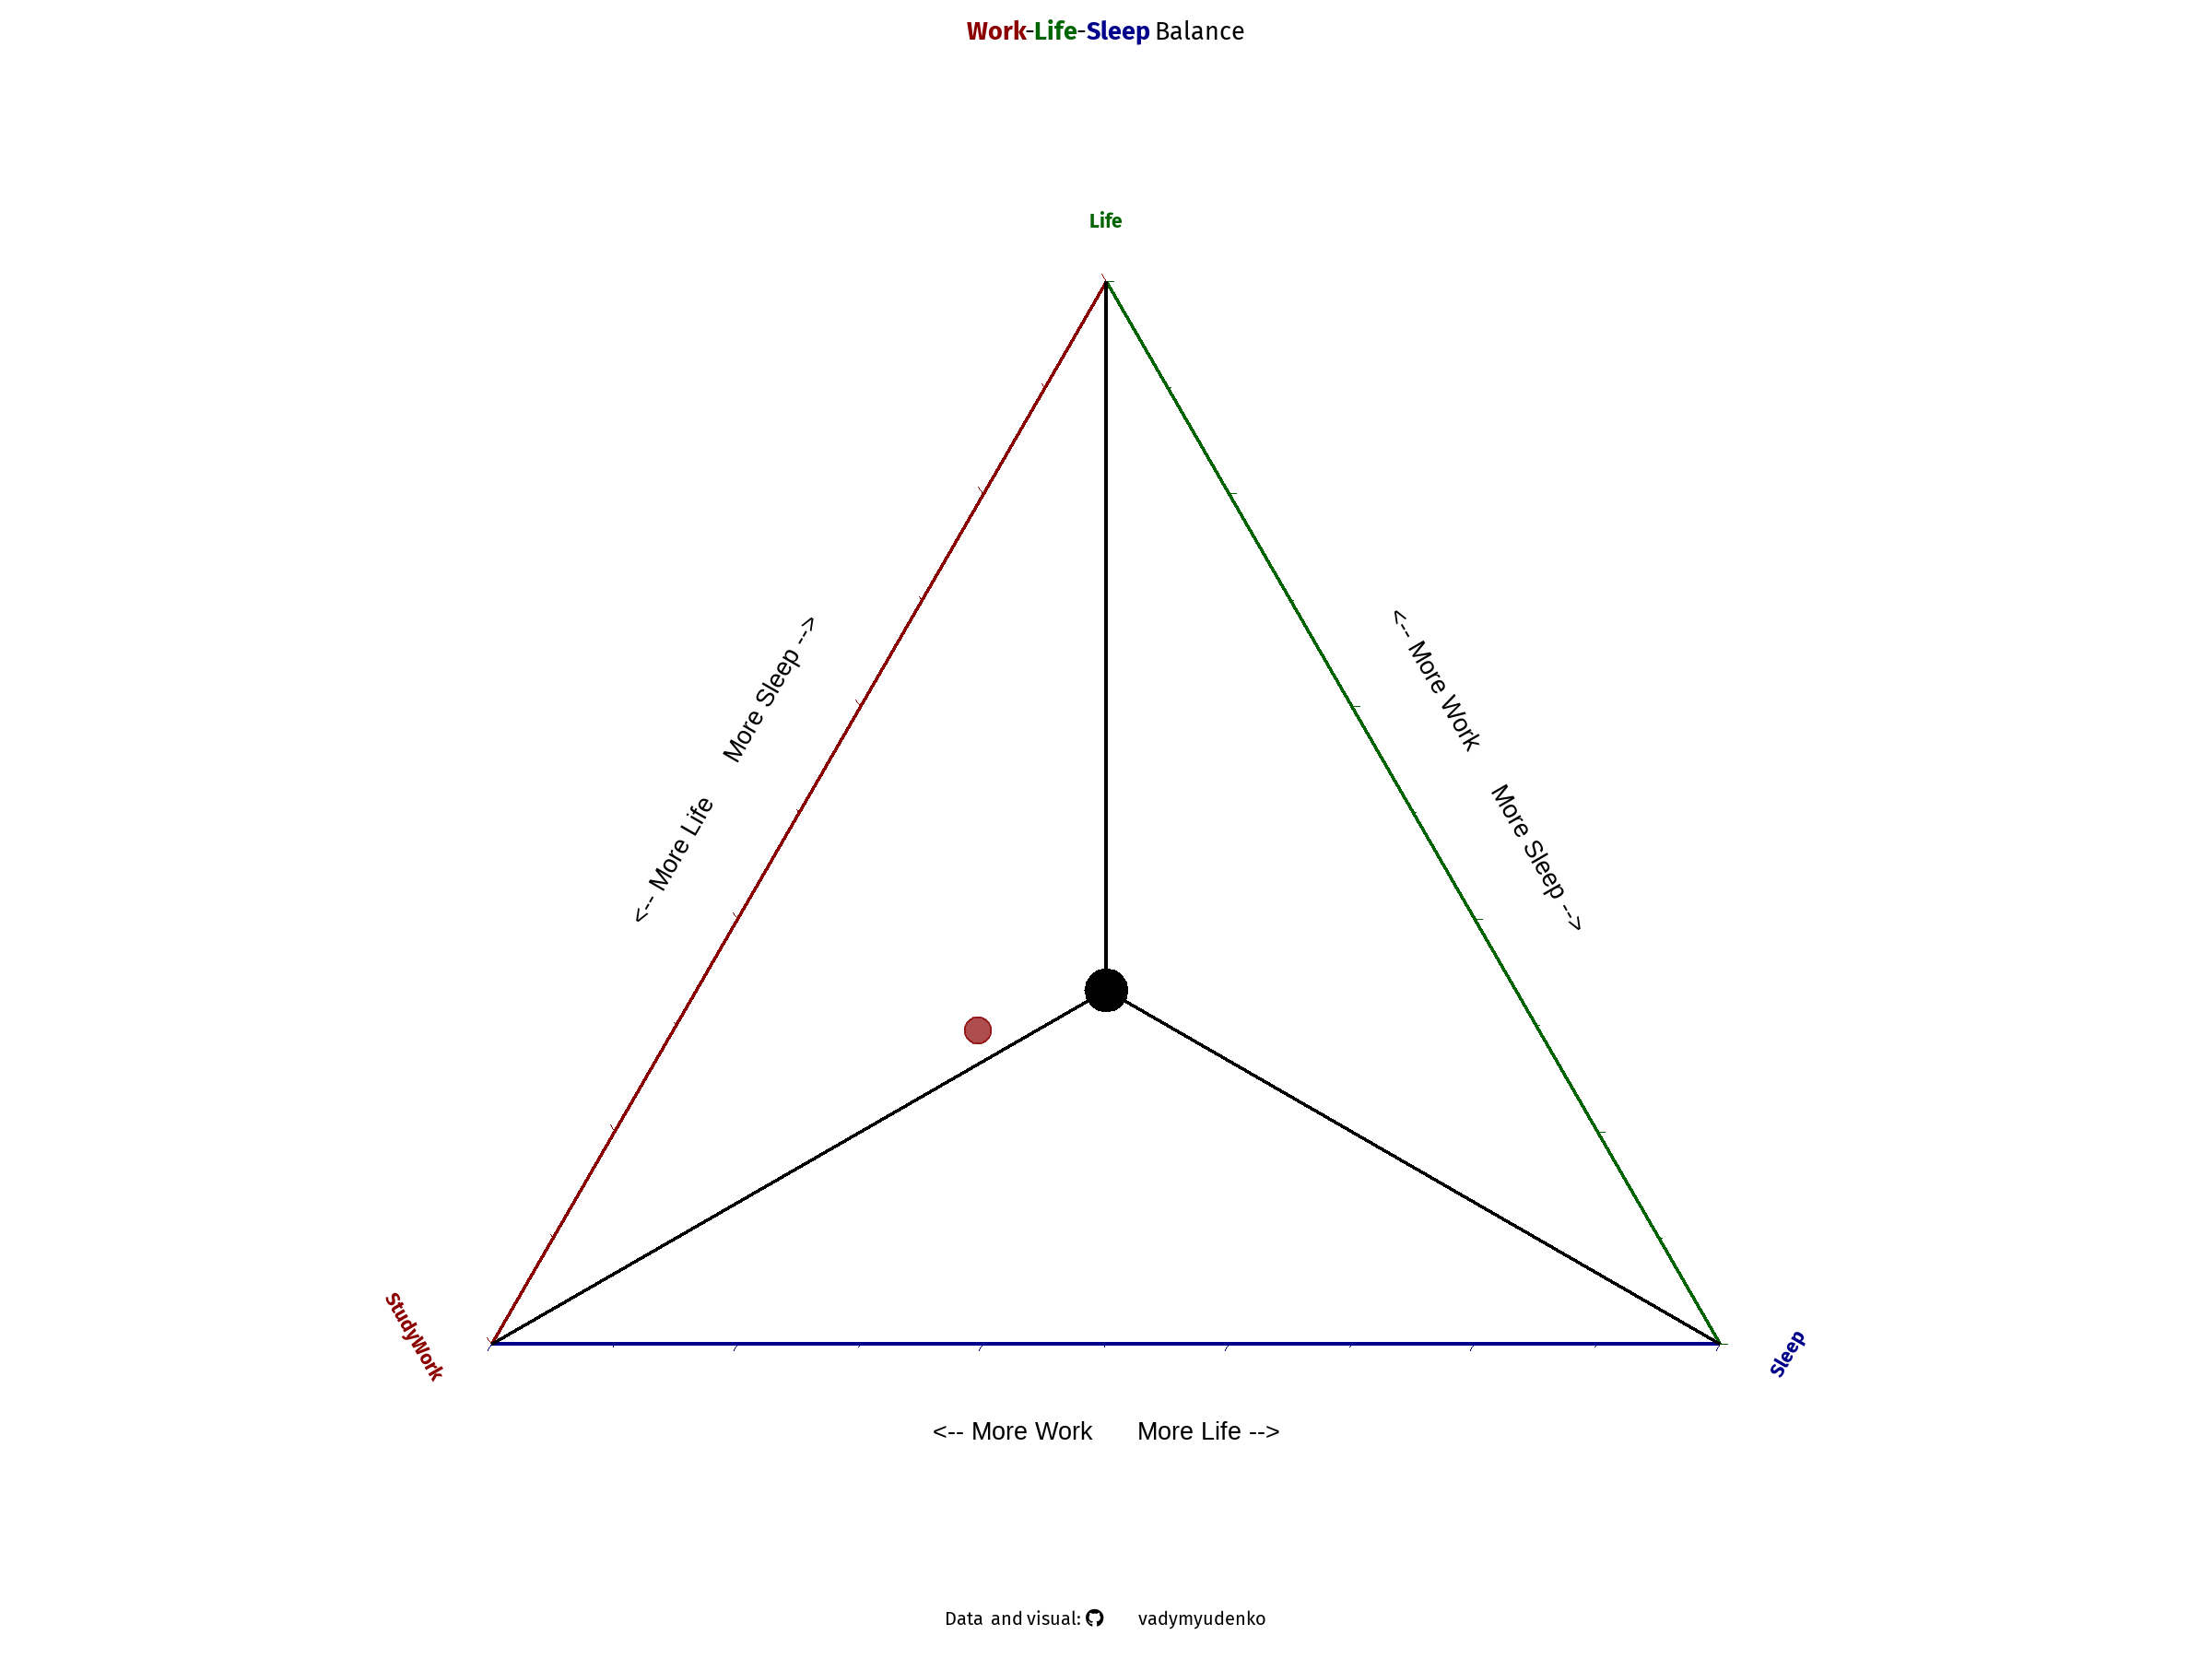 Work-Life-Sleep Balance
Life
<-- More Life More Sleep -->
<-- More Work More Sleep -->
StudyWork
Sleep
<-- More Work More Life -->
Data and visual: vadymyudenko